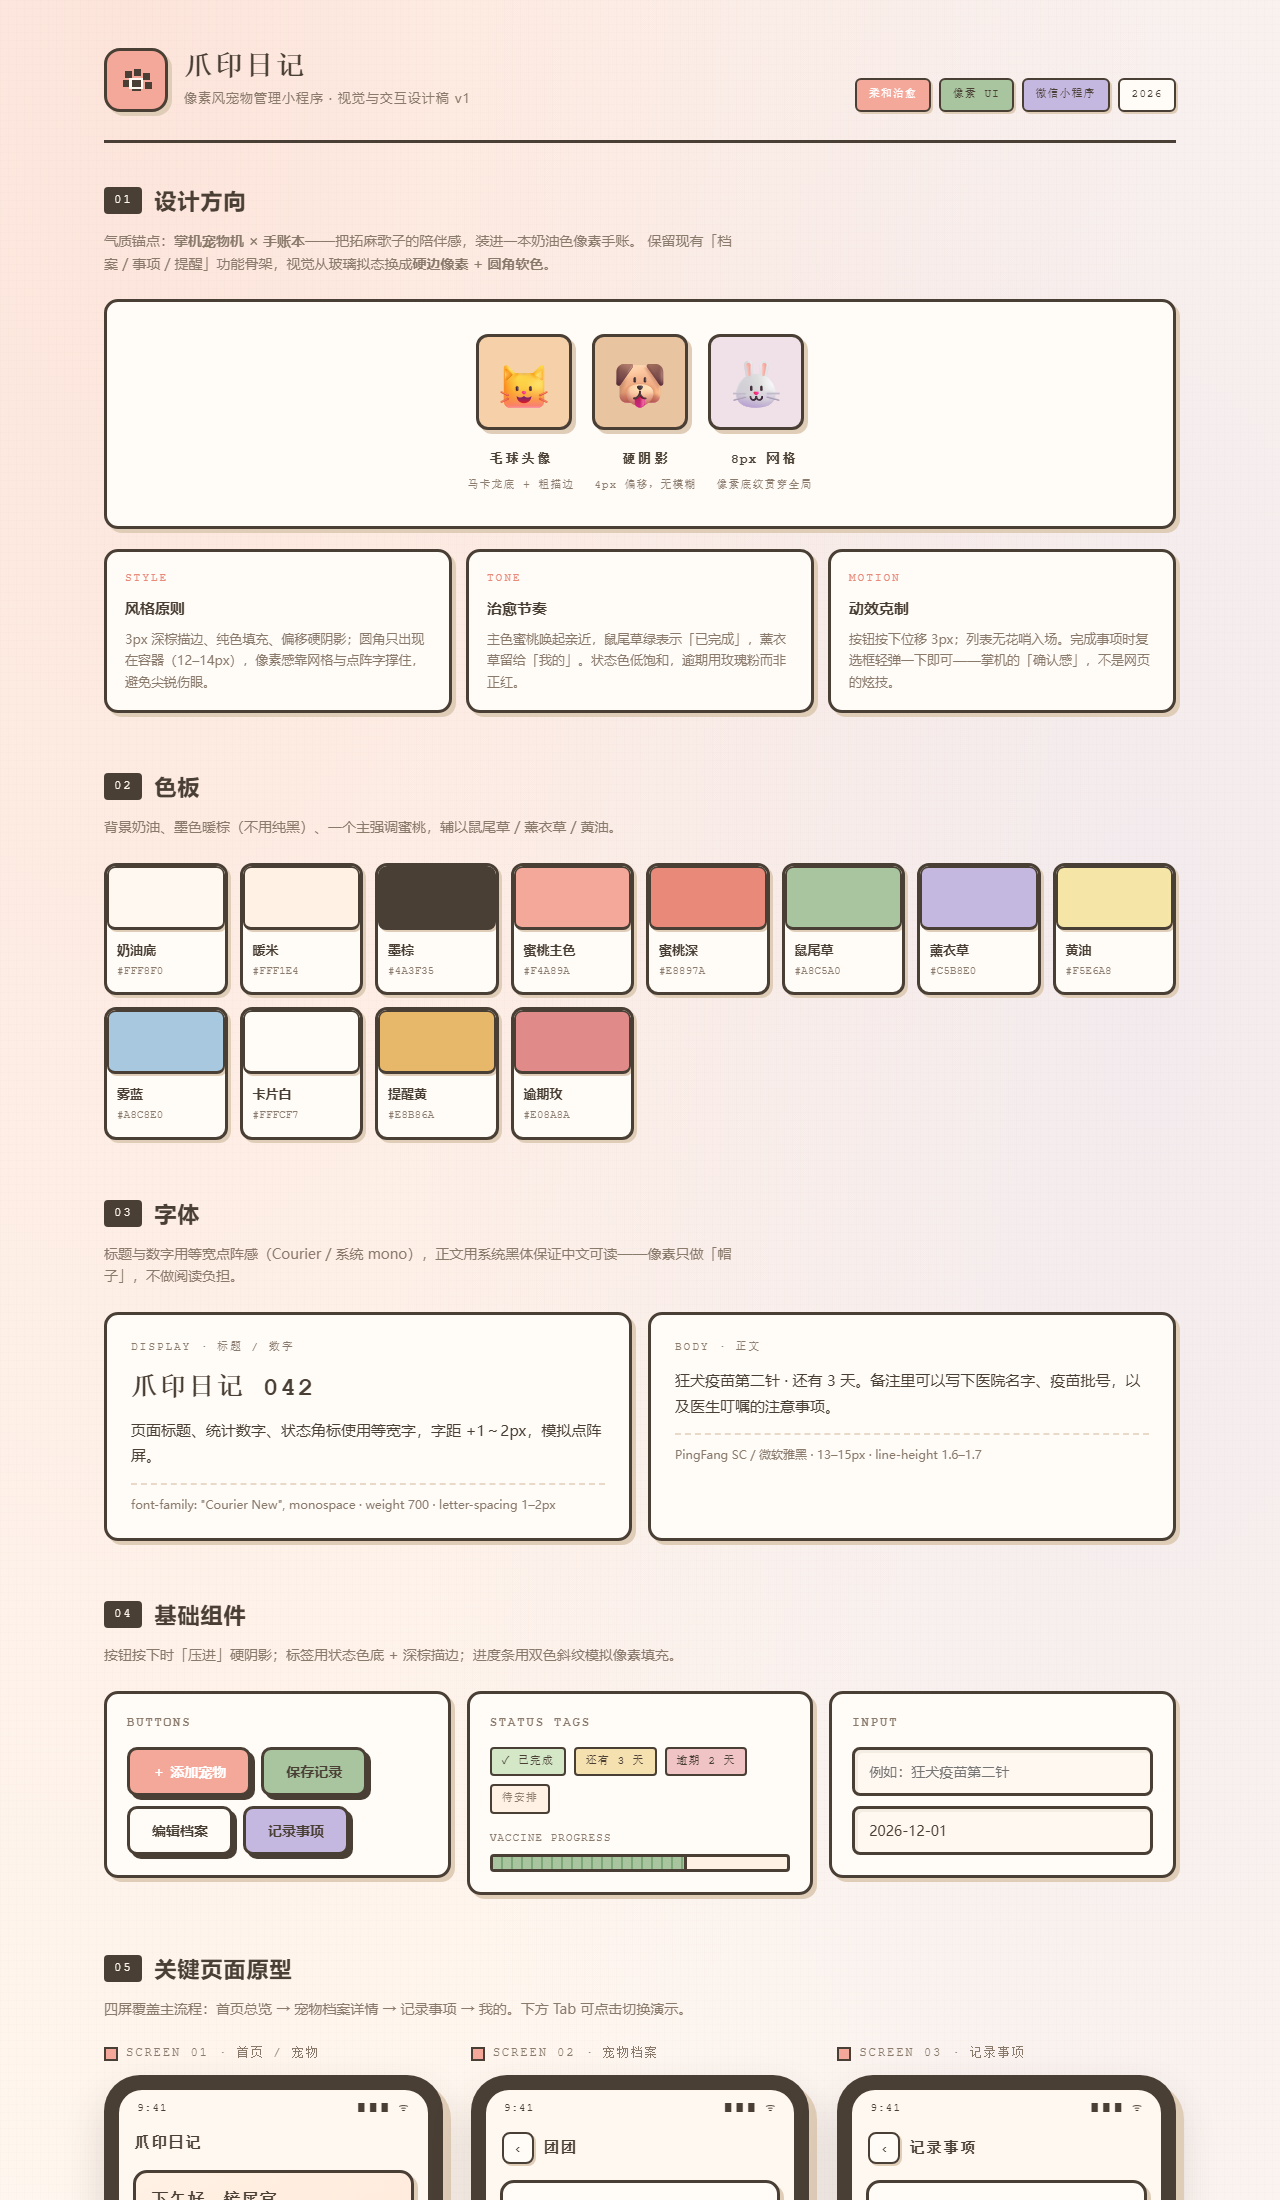 爪印日记
像素风宠物管理小程序 · 视觉与交互设计稿 v1
柔和治愈
像素 UI
微信小程序
2026
01
设计方向
气质锚点：掌机宠物机 × 手账本——把拓麻歌子的陪伴感，装进一本奶油色像素手账。 保留现有「档
案 / 事项 / 提醒」功能骨架，视觉从玻璃拟态换成硬边像素 + 圆角软色。
毛球头像
马卡龙底 + 粗描边
硬阴影
4px 偏移，无模糊
8px 网格
像素底纹贯穿全局
STYLE
风格原则
3px 深棕描边、纯色填充、偏移硬阴影；圆角只出现
在容器（12–14px），像素感靠网格与点阵字撑住，
避免尖锐伤眼。
TONE
治愈节奏
主色蜜桃唤起亲近，鼠尾草绿表示「已完成」，薰衣
草留给「我的」。状态色低饱和，逾期用玫瑰粉而非
正红。
MOTION
动效克制
按钮按下位移 3px；列表无花哨入场。完成事项时复
选框轻弹一下即可——掌机的「确认感」，不是网页
的炫技。
02
色板
背景奶油、墨色暖棕（不用纯黑）、一个主强调蜜桃，辅以鼠尾草 / 薰衣草 / 黄油。
奶油底
#FFF8F0
暖米
#FFF1E4
墨棕
#4A3F35
蜜桃主色
#F4A89A
蜜桃深
#E8897A
鼠尾草
#A8C5A0
薰衣草
#C5B8E0
黄油
#F5E6A8
雾蓝
#A8C8E0
卡片白
#FFFCF7
提醒黄
#E8B86A
逾期玫
#E08A8A
03
字体
标题与数字用等宽点阵感（Courier / 系统 mono），正文用系统黑体保证中文可读——像素只做「帽
子」，不做阅读负担。
DISPLAY · 标题 / 数字
爪印日记 042
页面标题、统计数字、状态角标使用等宽字，字距 +1～2px，模拟点阵
屏。
font-family: "Courier New", monospace · weight 700 · letter-spacing 1–2px
BODY · 正文
狂犬疫苗第二针 · 还有 3 天。备注里可以写下医院名字、疫苗批号，以
及医生叮嘱的注意事项。
PingFang SC / 微软雅黑 · 13–15px · line-height 1.6–1.7
04
基础组件
按钮按下时「压进」硬阴影；标签用状态色底 + 深棕描边；进度条用双色斜纹模拟像素填充。
BUTTONS
+ 添加宠物
保存记录
编辑档案
记录事项
STATUS TAGS
✓ 已完成
还有 3 天
逾期 2 天
待安排
VACCINE PROGRESS
INPUT
例如：狂犬疫苗第二针
2026-12-01
05
关键页面原型
四屏覆盖主流程：首页总览 → 宠物档案详情 → 记录事项 → 我的。下方 Tab 可点击切换演示。
SCREEN 01 · 首页 / 宠物
9:41
爪印日记
下午好，铲屎官
SCREEN 02 · 宠物档案
9:41
‹
团团
SCREEN 03 · 记录事项
9:41
‹
记录事项